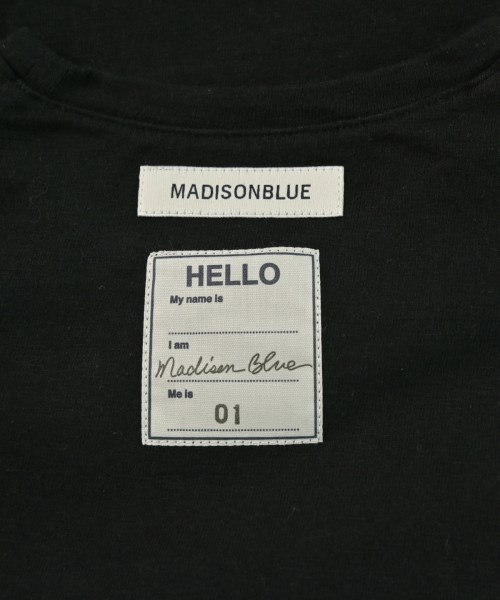 MADISONBLUE
HELLO
My name is
I am
Madison Blue
Me is
01